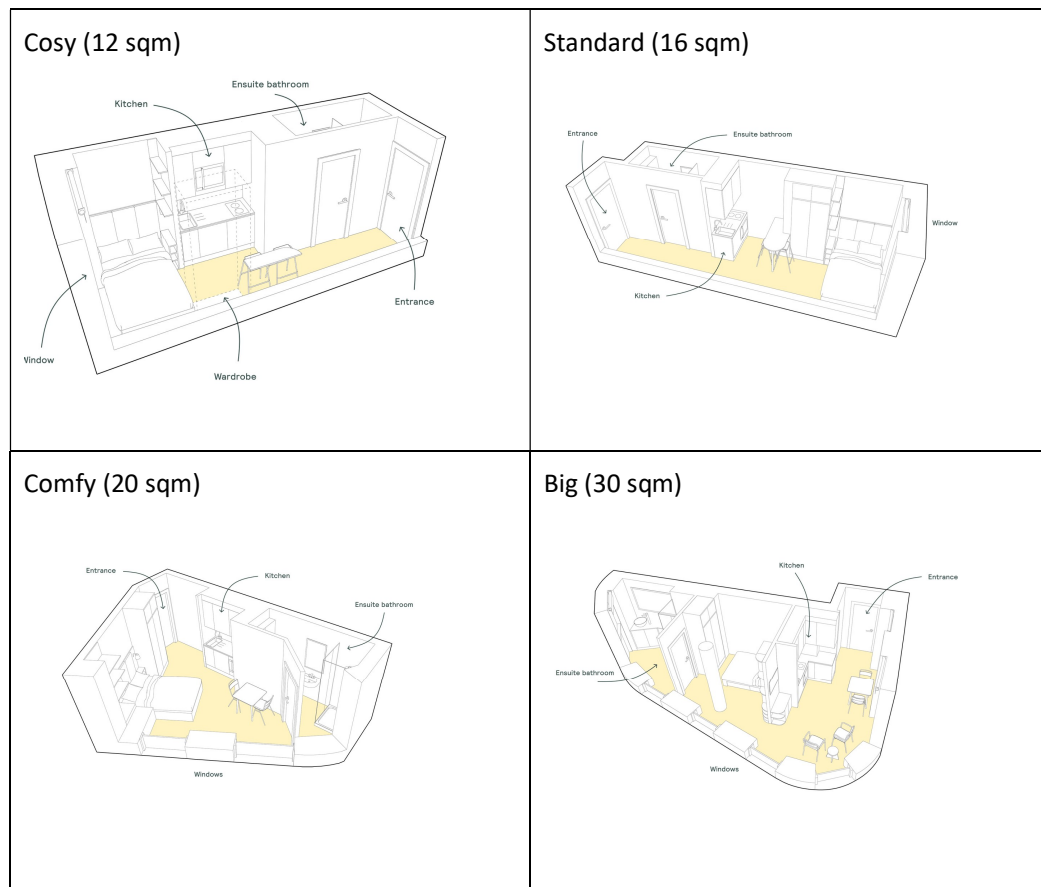 Cosy (12 sqm)
Ensuite bathroom
Kitchen
Entrance
Window
Wardrobe
Standard (16 sqm)
Entrance
Ensuite bathroom
Window
Kitchen
Comfy (20 sqm)
Entrance
Kitchen
Ensuite bathroom
Windows
Big (30 sqm)
Kitchen
Entrance
Ensuite bathroom
Windows